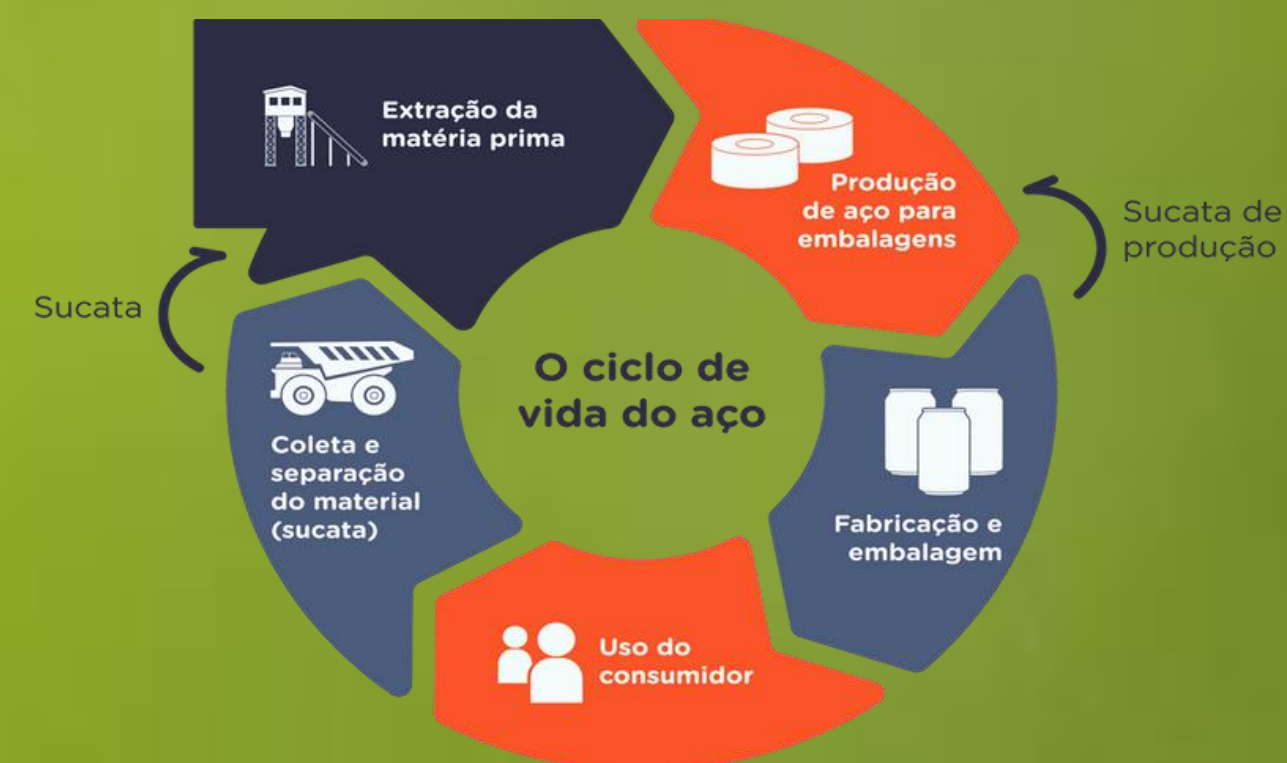 Extração da
matéria prima
Produção
de aço para
embalagens
Sucata de
produção
Fabricação e
embalagem
Uso do
consumidor
Coleta e
separação
do material
(sucata)
Sucata
O ciclo de
vida do aço